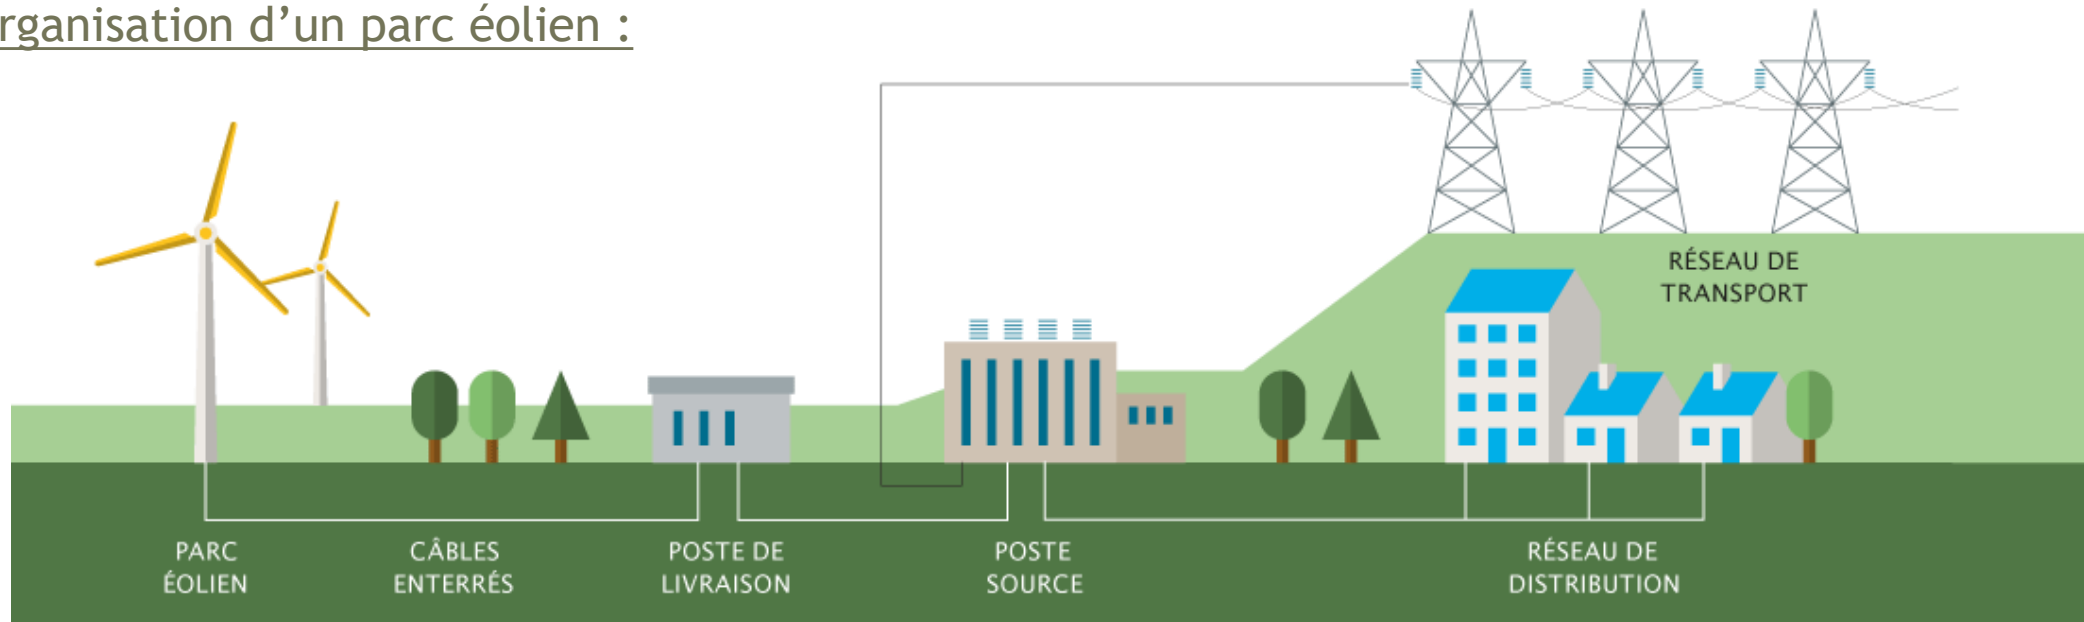 rganisation d’un parc éolien :
RÉSEAU DE
TRANSPORT
PARC
ÉOLIEN
CÂBLES
ENTERRÉS
POSTE DE
LIVRAISON
POSTE
SOURCE
RÉSEAU DE
DISTRIBUTION